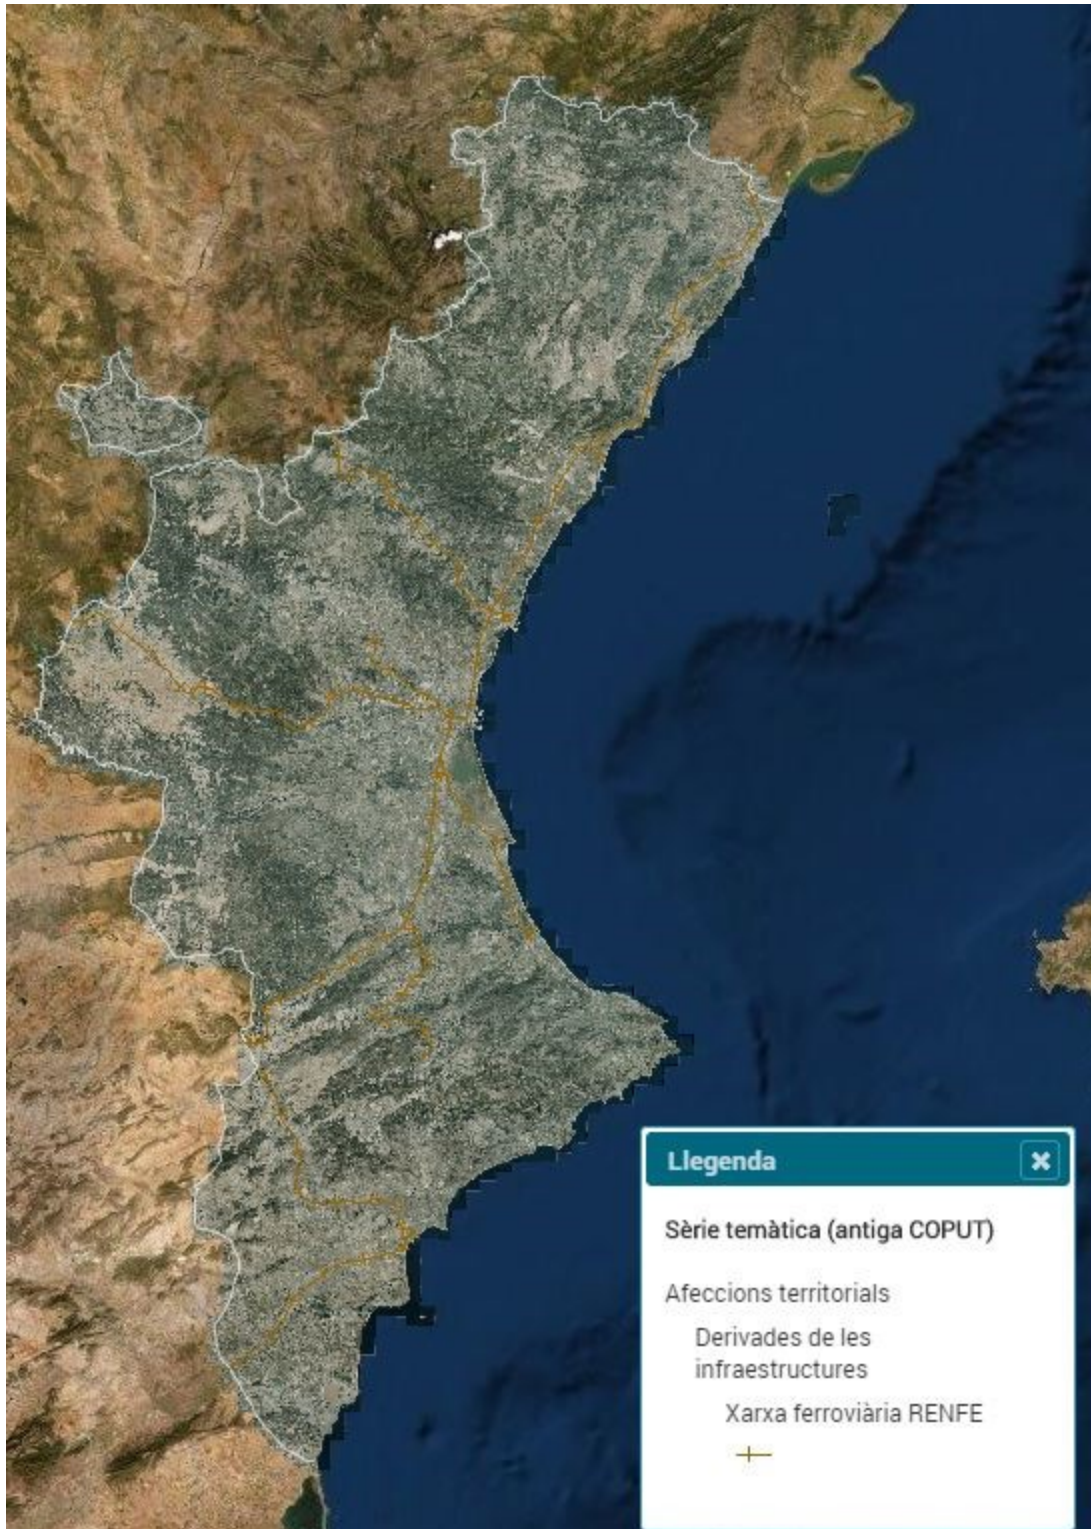 Llegenda
Sèrie temàtica (antiga COPUT)
Afeccions territorials
Derivades de les
infraestructures
Xarxa ferroviària RENFE